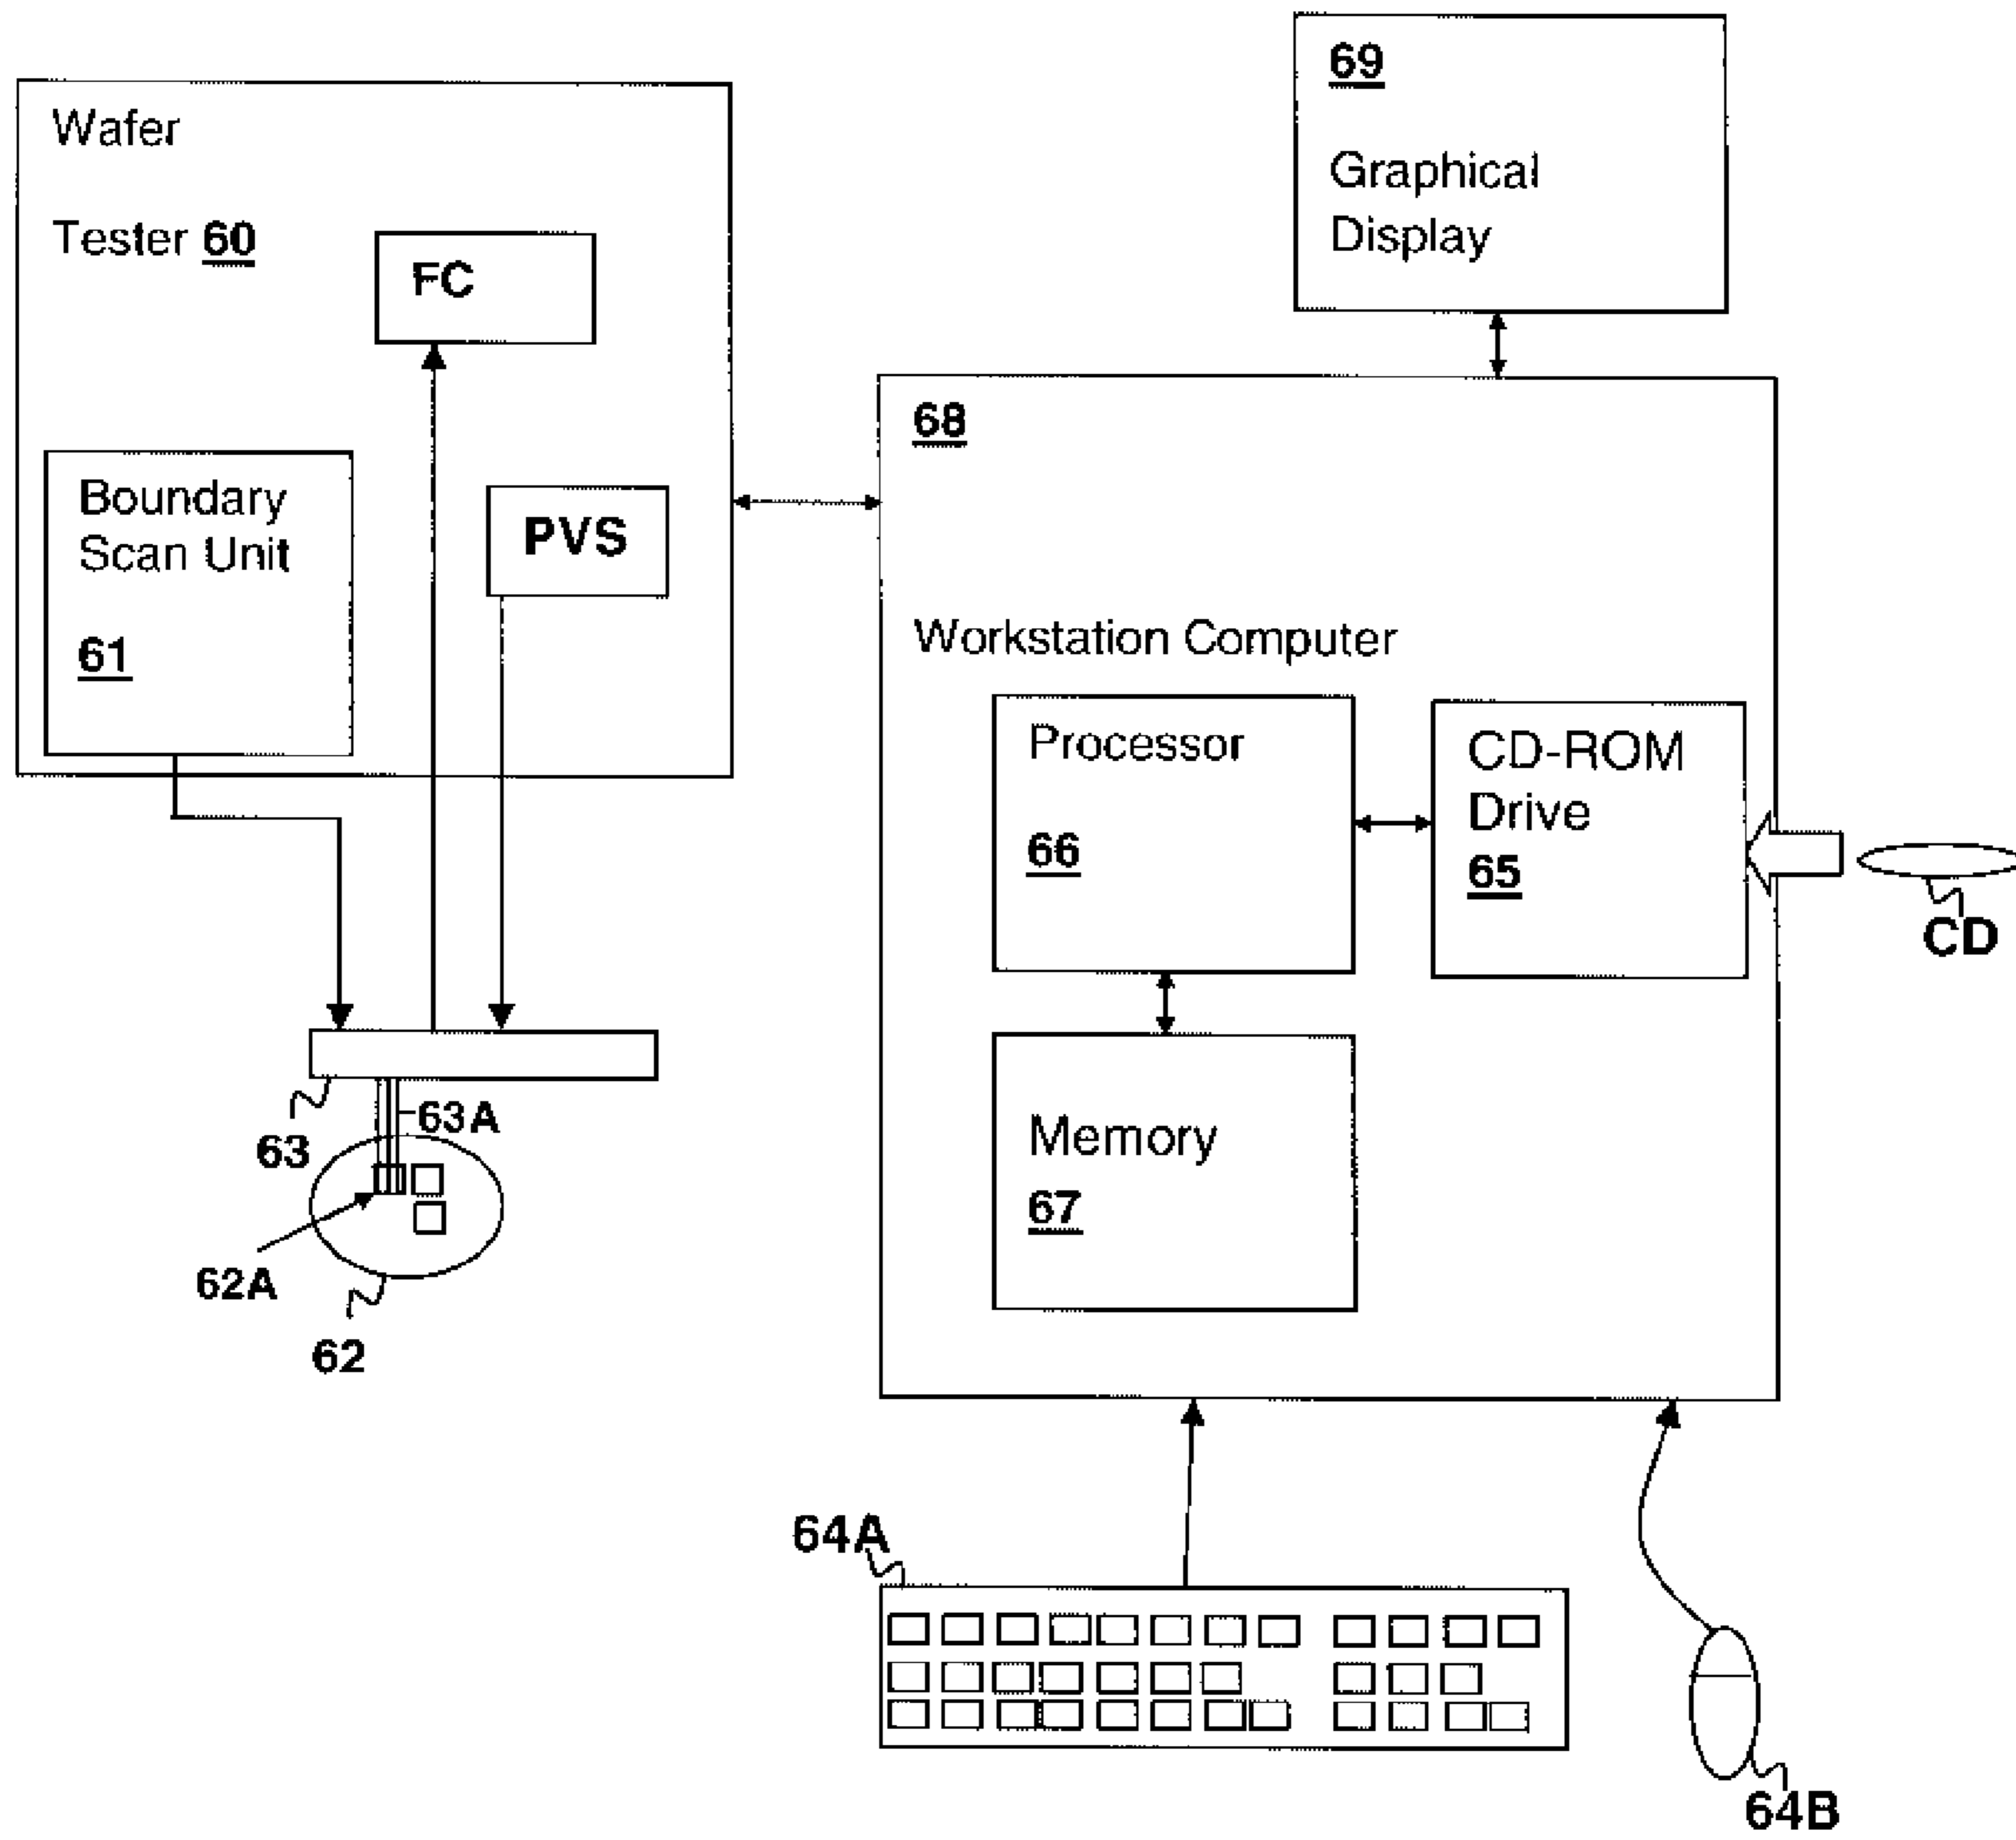 Wafer
Tester 60
FC
Boundary
Scan Unit
61
PVS
63
63A
62A
62
69
Graphical
Display
68
Workstation Computer
Processor
66
CD-ROM
Drive
65
CD
Memory
67
64A
64B